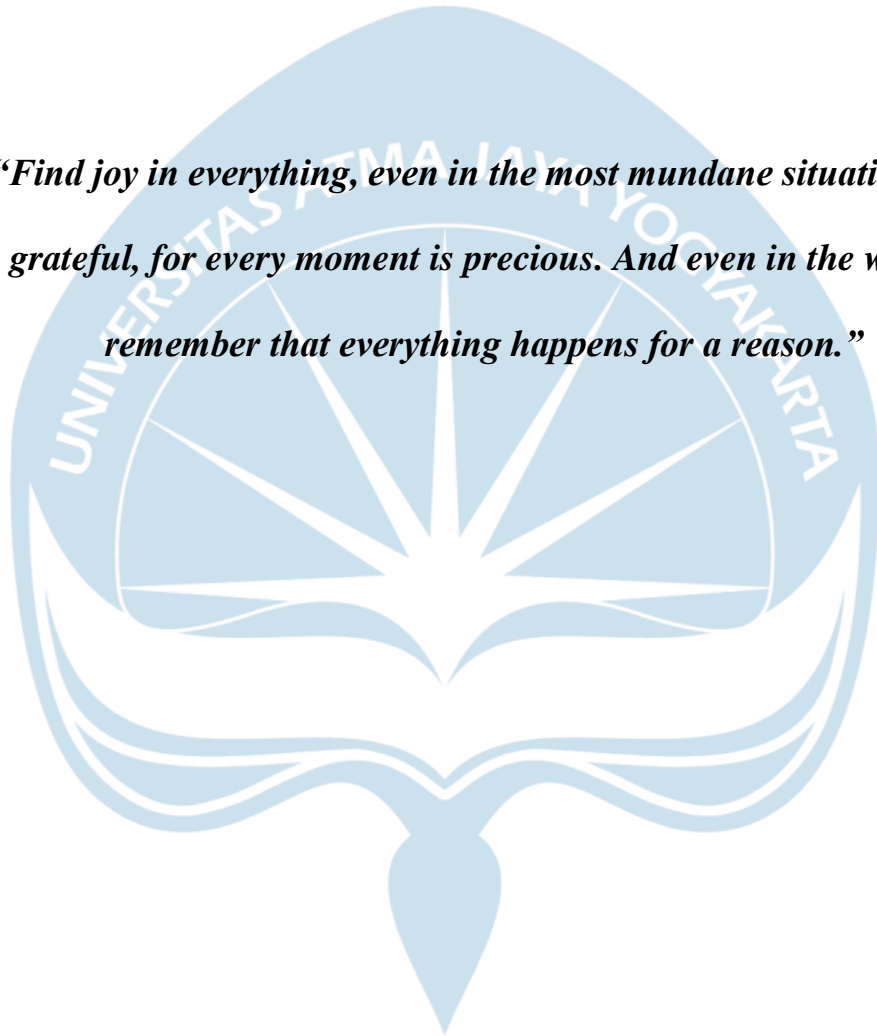 “Find joy in everything, even in the most mundane
grateful, for every moment is precious. And even in the
remember that everything happens for a reason.”
UNIVERSITAS ATMA JAYA YOGYAKARTA